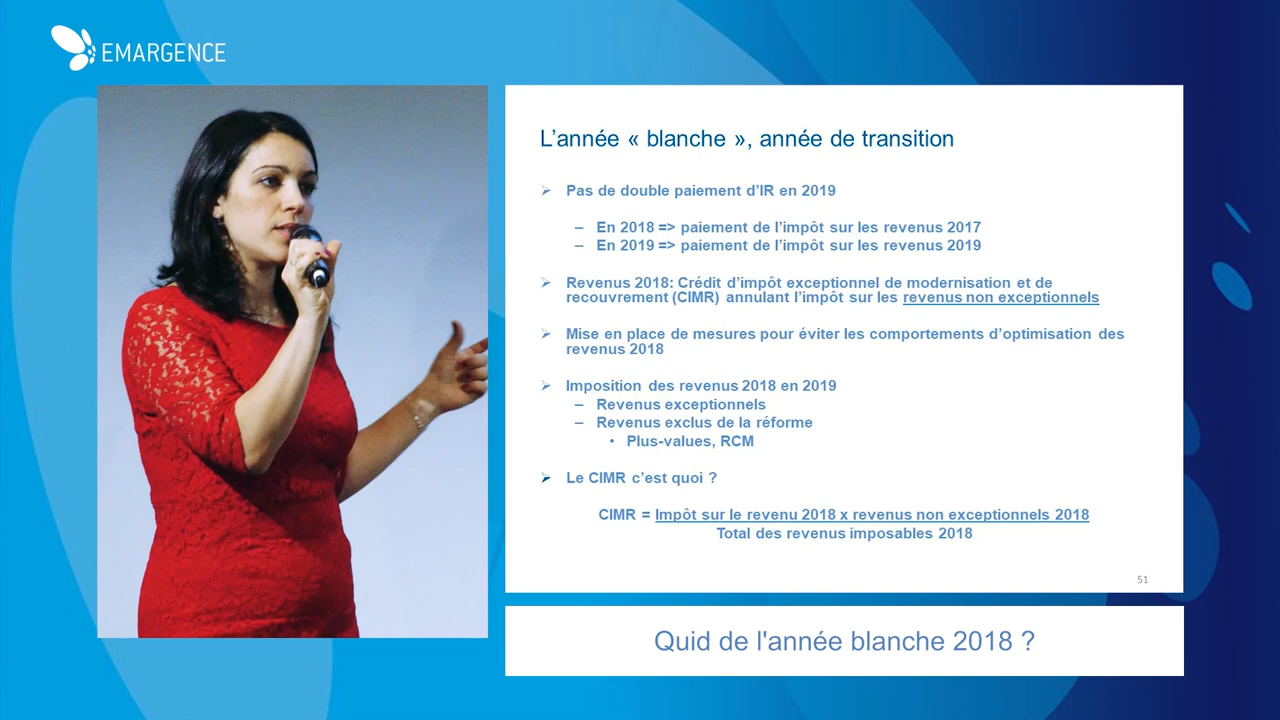 EMARGENCE
L’année « blanche », année de transition
➢ Pas de double paiement d’IR en 2019
– En 2018 => paiement de l’impôt sur les revenus 2017
– En 2019 => paiement de l’impôt sur les revenus 2019
➢ Revenus 2018: Crédit d’impôt exceptionnel de modernisation et de
recouvrement (CIMR) annulant l’impôt sur les revenus non exceptionnels
➢ Mise en place de mesures pour éviter les comportements d’optimisation des
revenus 2018
➢ Imposition des revenus 2018 en 2019
– Revenus exceptionnels
– Revenus exclus de la réforme
• Plus-values, RCM
➢ Le CIMR c’est quoi ?
CIMR = Impôt sur le revenu 2018 x revenus non exceptionnels 2018
Total des revenus imposables 2018
51
Quid de l'année blanche 2018 ?